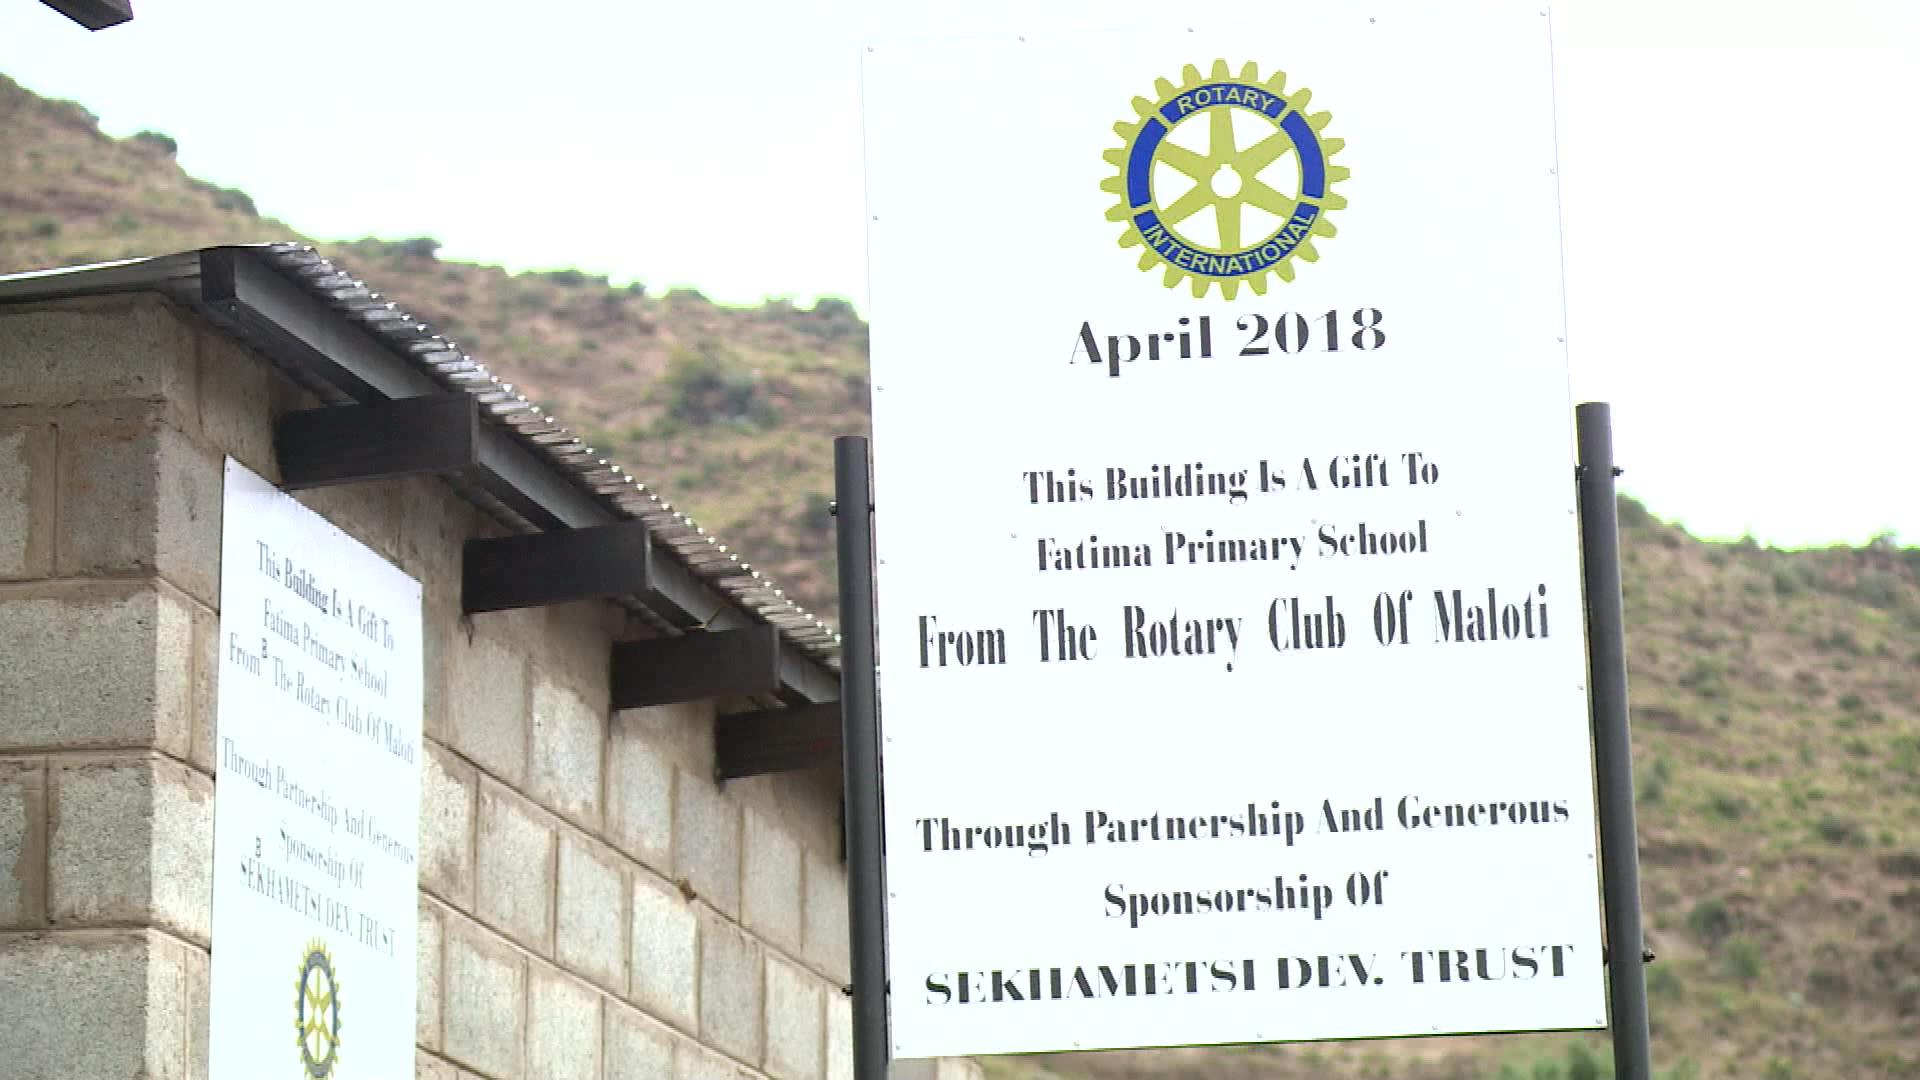 ROTARY
INTERNATIONAL
April 2018
This Building Is A Gift To
Fatima Primary School
From The Rotary Club Of Maloti
Through Partnership And Generous
Sponsorship Of
SEKHAMETSI DEV. TRUST
This Building Is A Gift To
Fatima Primary School
From The Rotary Club Of Maloti
Through Partnership And Generous
Sponsorship Of
SEKHAMETSI DEV. TRUST